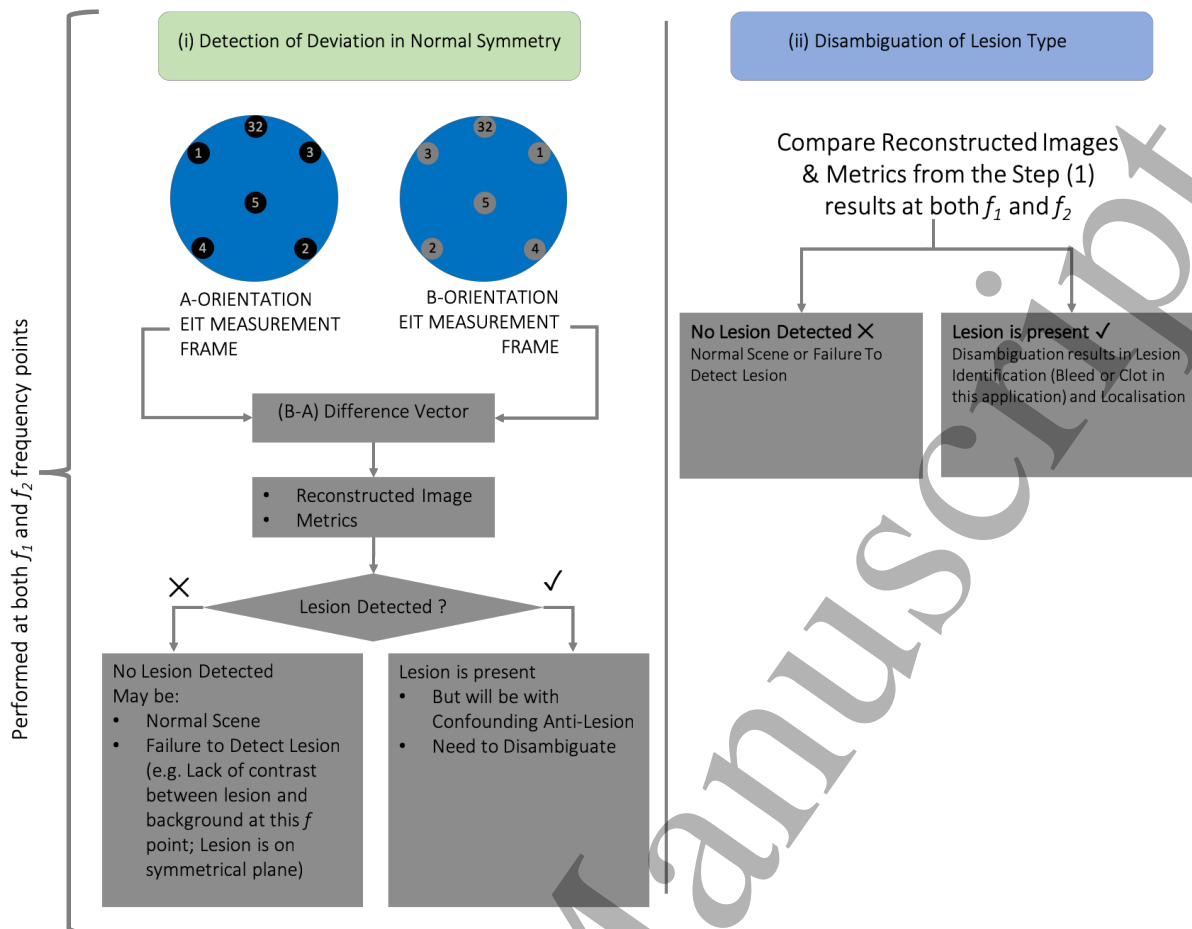 (i) Detection of Deviation in Normal Symmetry
32
1
3
5
4
2
A-ORIENTATION
EIT MEASUREMENT
FRAME
32
3
1
5
2
4
B-ORIENTATION
EIT MEASUREMENT
FRAME
(B-A) Difference Vector
• Reconstructed Image
• Metrics
Lesion Detected ?
✕
✓
No Lesion Detected
May be:
• Normal Scene
• Failure to Detect Lesion
(e.g. Lack of contrast
between lesion and
background at this f
point; Lesion is on
symmetrical plane)
Lesion is present
• But will be with
Confounding Anti-Lesion
• Need to Disambiguate
Performed at both f1 and f2 frequency points
(ii) Disambiguation of Lesion Type
Compare Reconstructed Images
& Metrics from the Step (1)
results at both f1 and f2
No Lesion Detected ✕
Normal Scene or Failure To
Detect Lesion
Lesion is present ✓
Disambiguation results in Lesion
Identification (Bleed or Clot in
this application) and Localisation
Manuscript